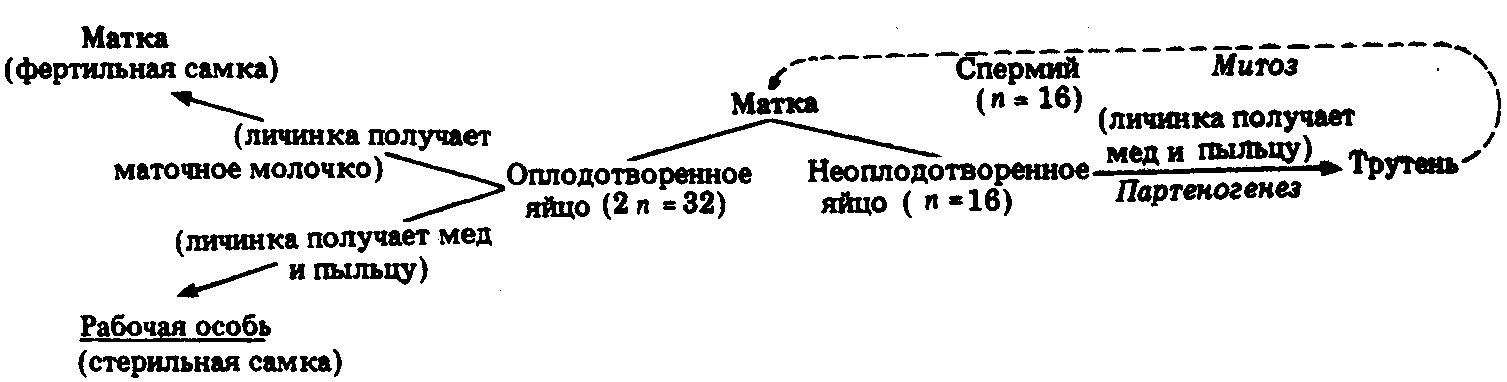 Матка
(фертильная самка)
(личинка получает
маточное молочко)
Оплодотворенное
яйцо (2 n = 32)
(личинка получает мед
и пыльцу)
Рабочая особь
(стерильная самка)
Матка
Спермий
(n = 16)
Митоз
Неоплодотворенное
яйцо ( n = 16)
(личинка получает
мед и пыльцу)
Партеногенез
Трутень